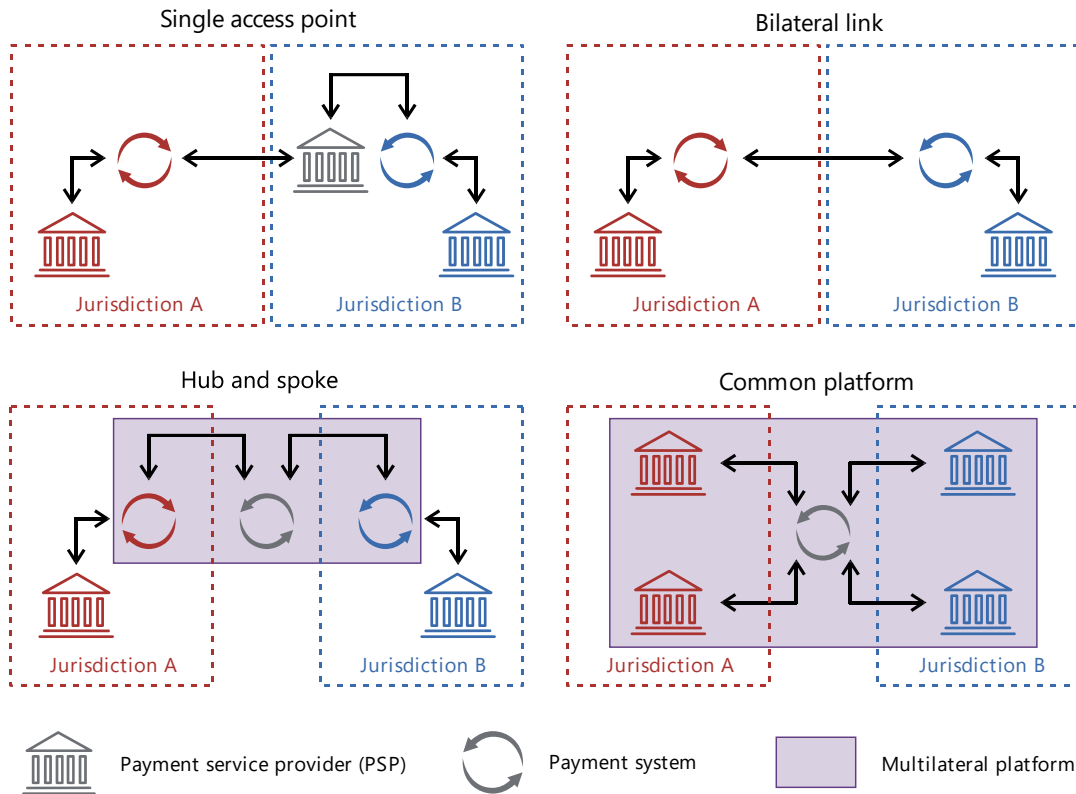 Single access point
Bilateral link
Jurisdiction A
Jurisdiction B
Jurisdiction A
Jurisdiction B
Hub and spoke
Common platform
Jurisdiction A
Jurisdiction B
Jurisdiction A
Jurisdiction B
Payment service provider (PSP)
Payment system
Multilateral platform